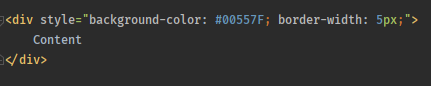 <div style="background-color: #00557F; border-width: 5px;">
    Content
</div>